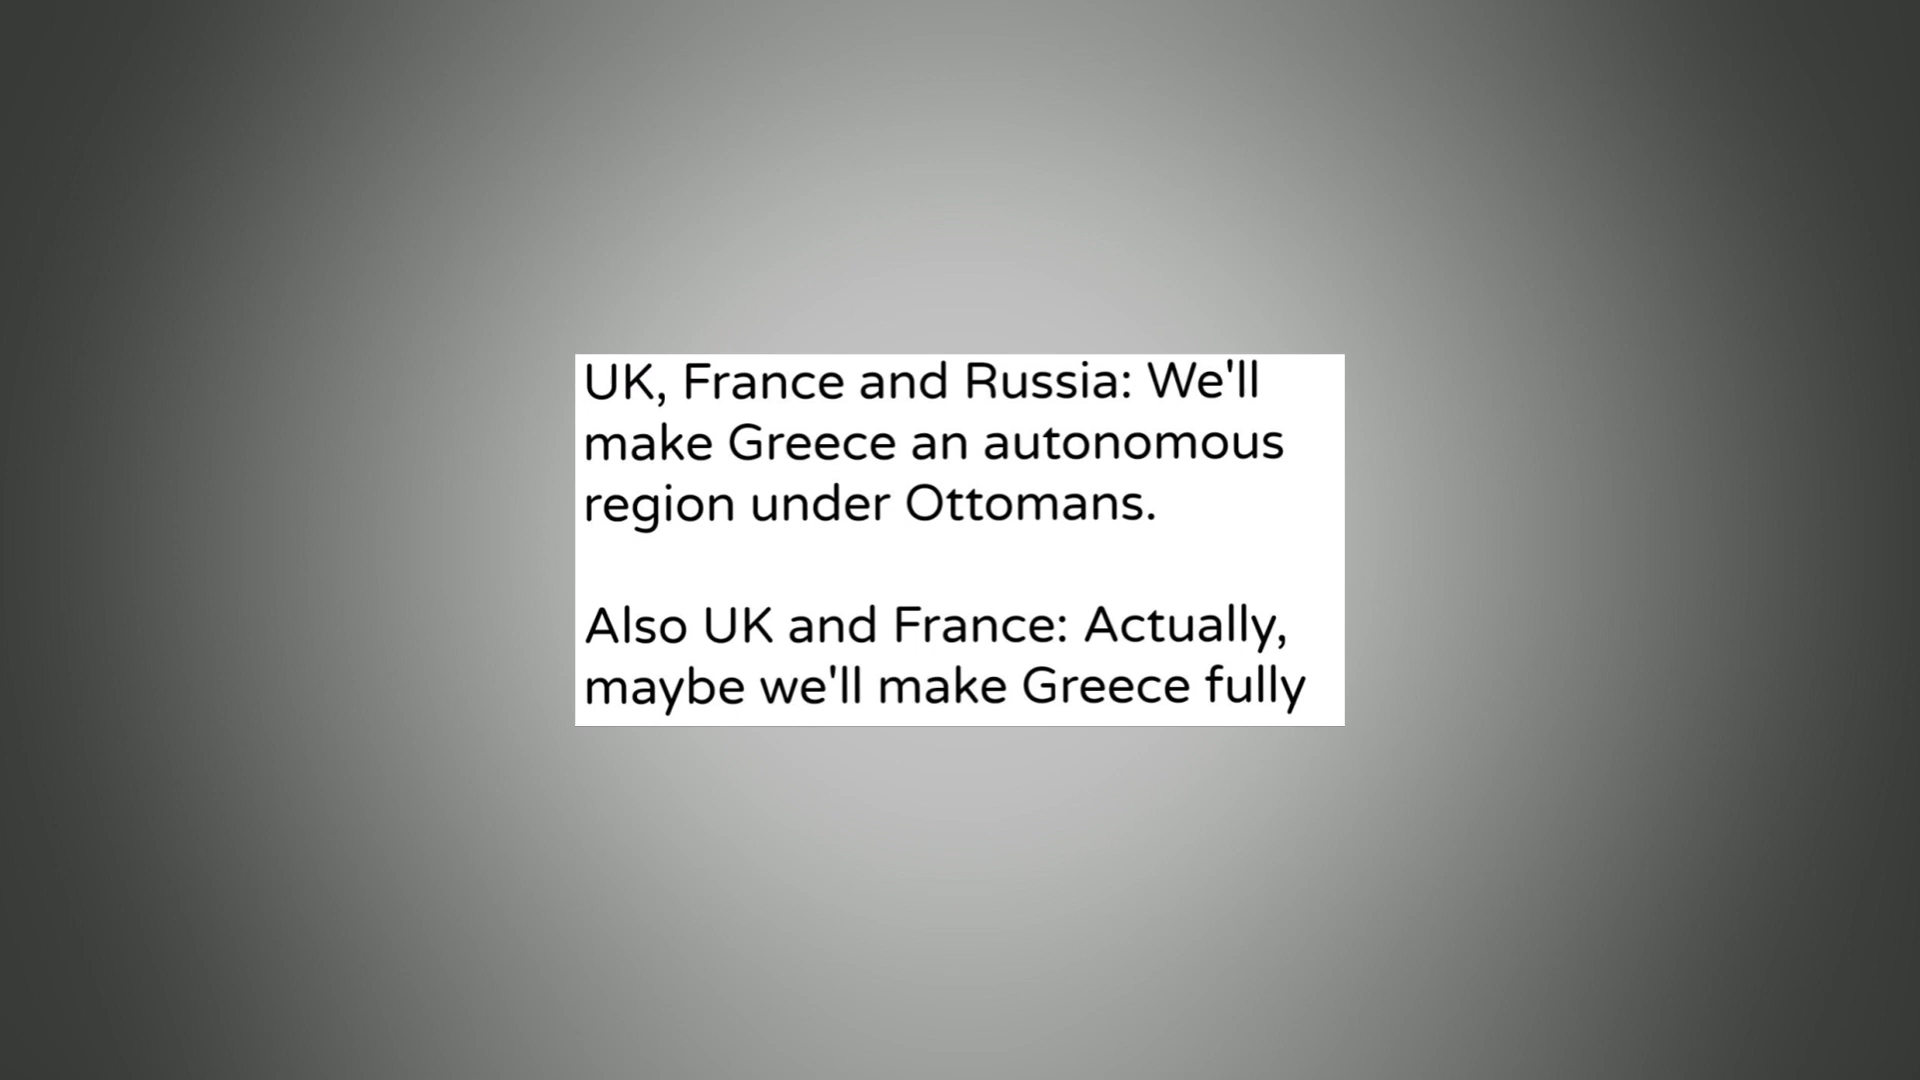 UK, France and Russia: We'll
make Greece an autonomous
region under Ottomans.
Also UK and France: Actually,
maybe we'll make Greece fully